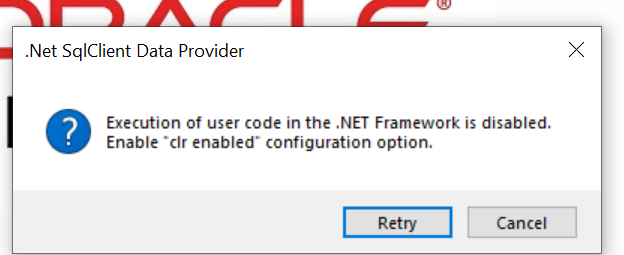 ORACLE®
.Net SqlClient Data Provider
Execution of user code in the .NET Framework is disabled.
Enable "clr enabled" configuration option.
Retry
Cancel